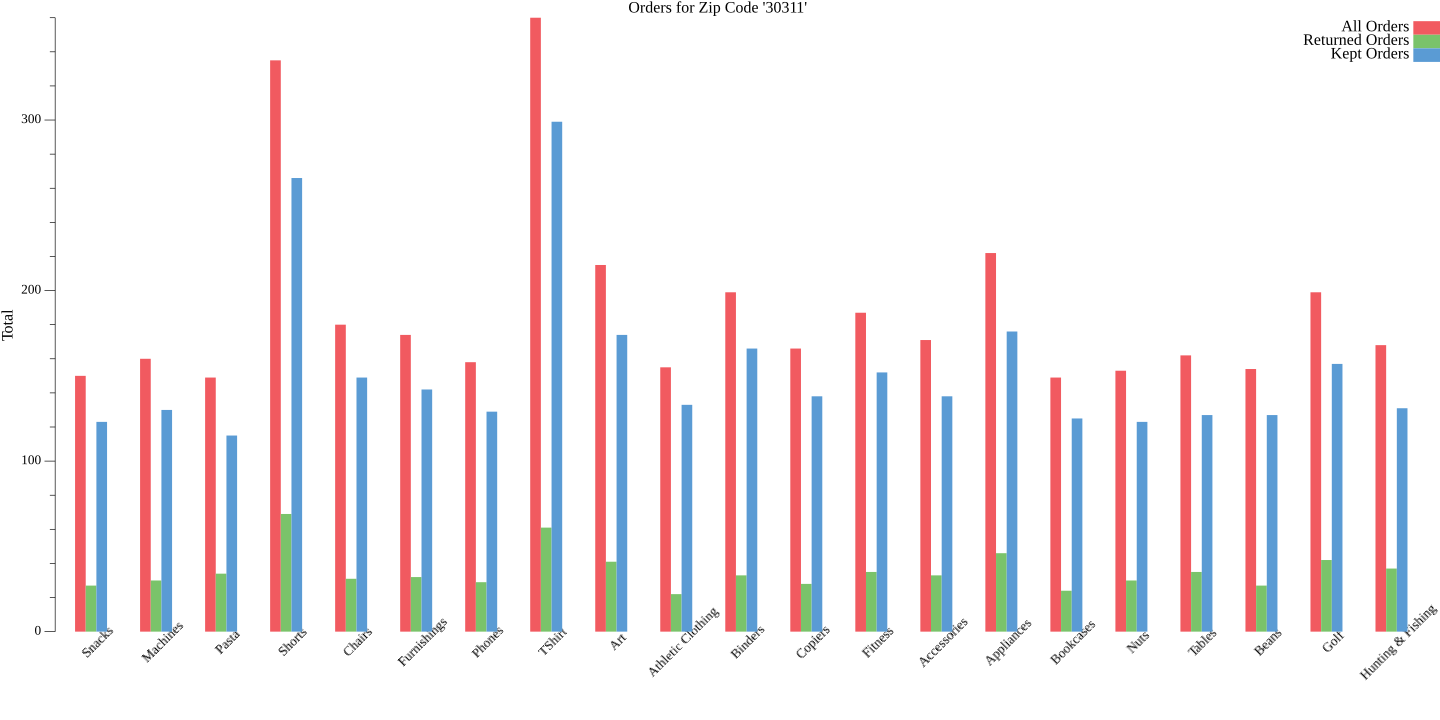 Orders for Zip Code '30311'
All Orders
Returned Orders
Kept Orders
Total
300
200
100
0
Snacks
Machines
Pasta
Shorts
Chairs
Furnishings
Phones
TShirt
Art
Athletic Clothing
Binders
Copiers
Fitness
Accessories
Appliances
Bookcases
Nuts
Tables
Beans
Golf
Hunting & Fishing